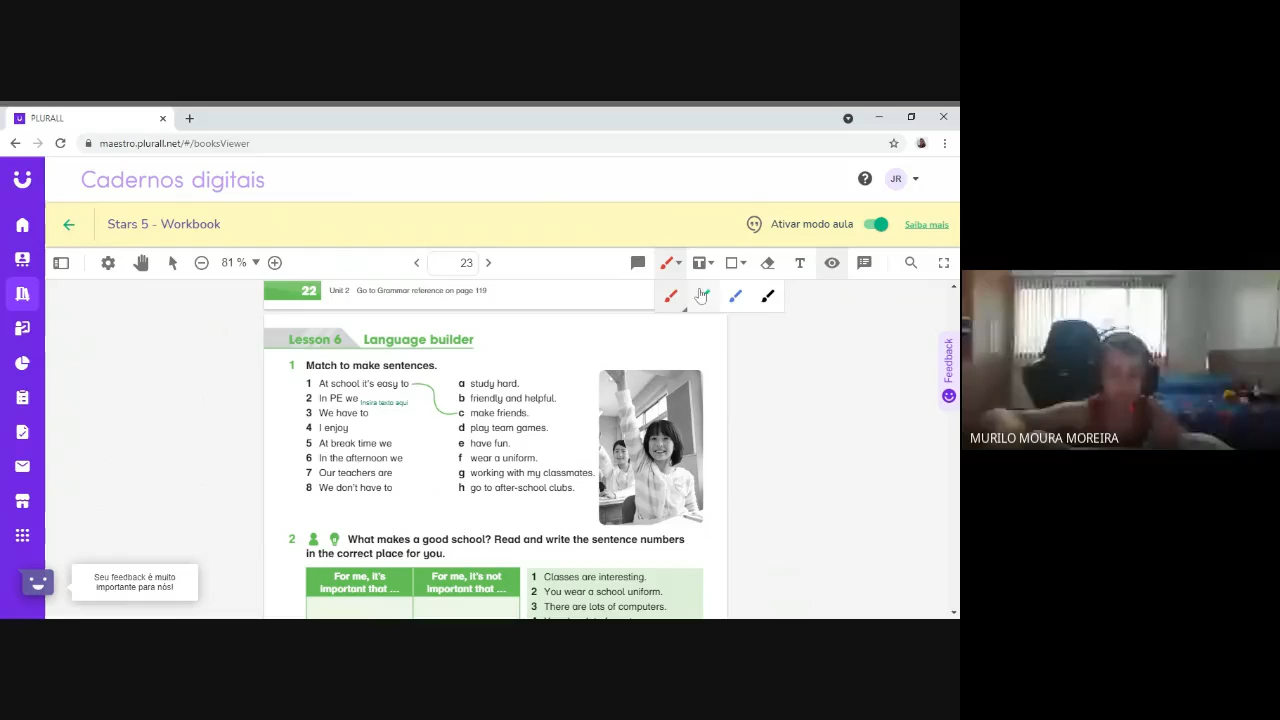 PLURALL
maestro.plurall.net/#/booksViewer
Cadernos digitais
JR
Stars 5 - Workbook
Ativar modo aula
Saiba mais
81 %
23
22 Unit 2 Go to Grammar reference on page 119
Lesson 6 Language builder
1 Match to make sentences.
1 At school it's easy to
2 In PE we
Insira texto aqui
3 We have to
4 I enjoy
5 At break time we
6 In the afternoon we
7 Our teachers are
8 We don't have to
a study hard.
b friendly and helpful.
c make friends.
d play team games.
e have fun.
f wear a uniform.
g working with my classmates.
h go to after-school clubs.
2 What makes a good school? Read and write the sentence numbers
in the correct place for you.
For me, it's
important that ...
For me, it's not
important that ...
1 Classes are interesting.
2 You wear a school uniform.
3 There are lots of computers.
Seu feedback é muito
importante para nós!
Feedback
MURILO MOURA MOREIRA